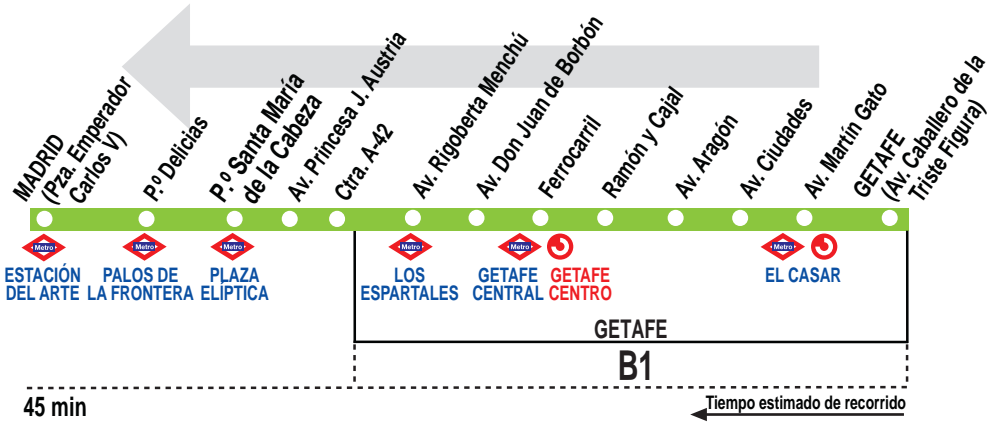 MADRID
(Pza. Emperador
Carlos V)
P.º Delicias
P.º Santa María
de la Cabeza
Av. Princesa J. Austria
Ctra. A-42
Av. Rigoberta Menchú
Av. Don Juan de Borbón
Ferrocarril
Ramón y Cajal
Av. Aragón
Av. Ciudades
Av. Martín Gato
GETAFE
(Av. Caballero de la
Triste Figura)
Metro
ESTACIÓN
DEL ARTE
Metro
PALOS DE
LA FRONTERA
Metro
PLAZA
ELÍPTICA
Metro
LOS
ESPARTALES
Metro
GETAFE
CENTRAL
GETAFE
CENTRO
Metro
EL CASAR
GETAFE
B1
45 min
Tiempo estimado de recorrido